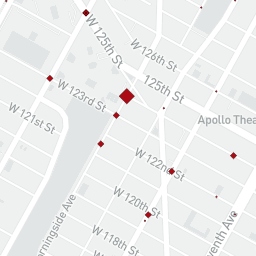 W 125th St
W 126th St
125th St
W 123rd St
Apollo Thea
W 121st St
W 122nd St
W 120th St
W 118th St
orningside Ave
venth Ave